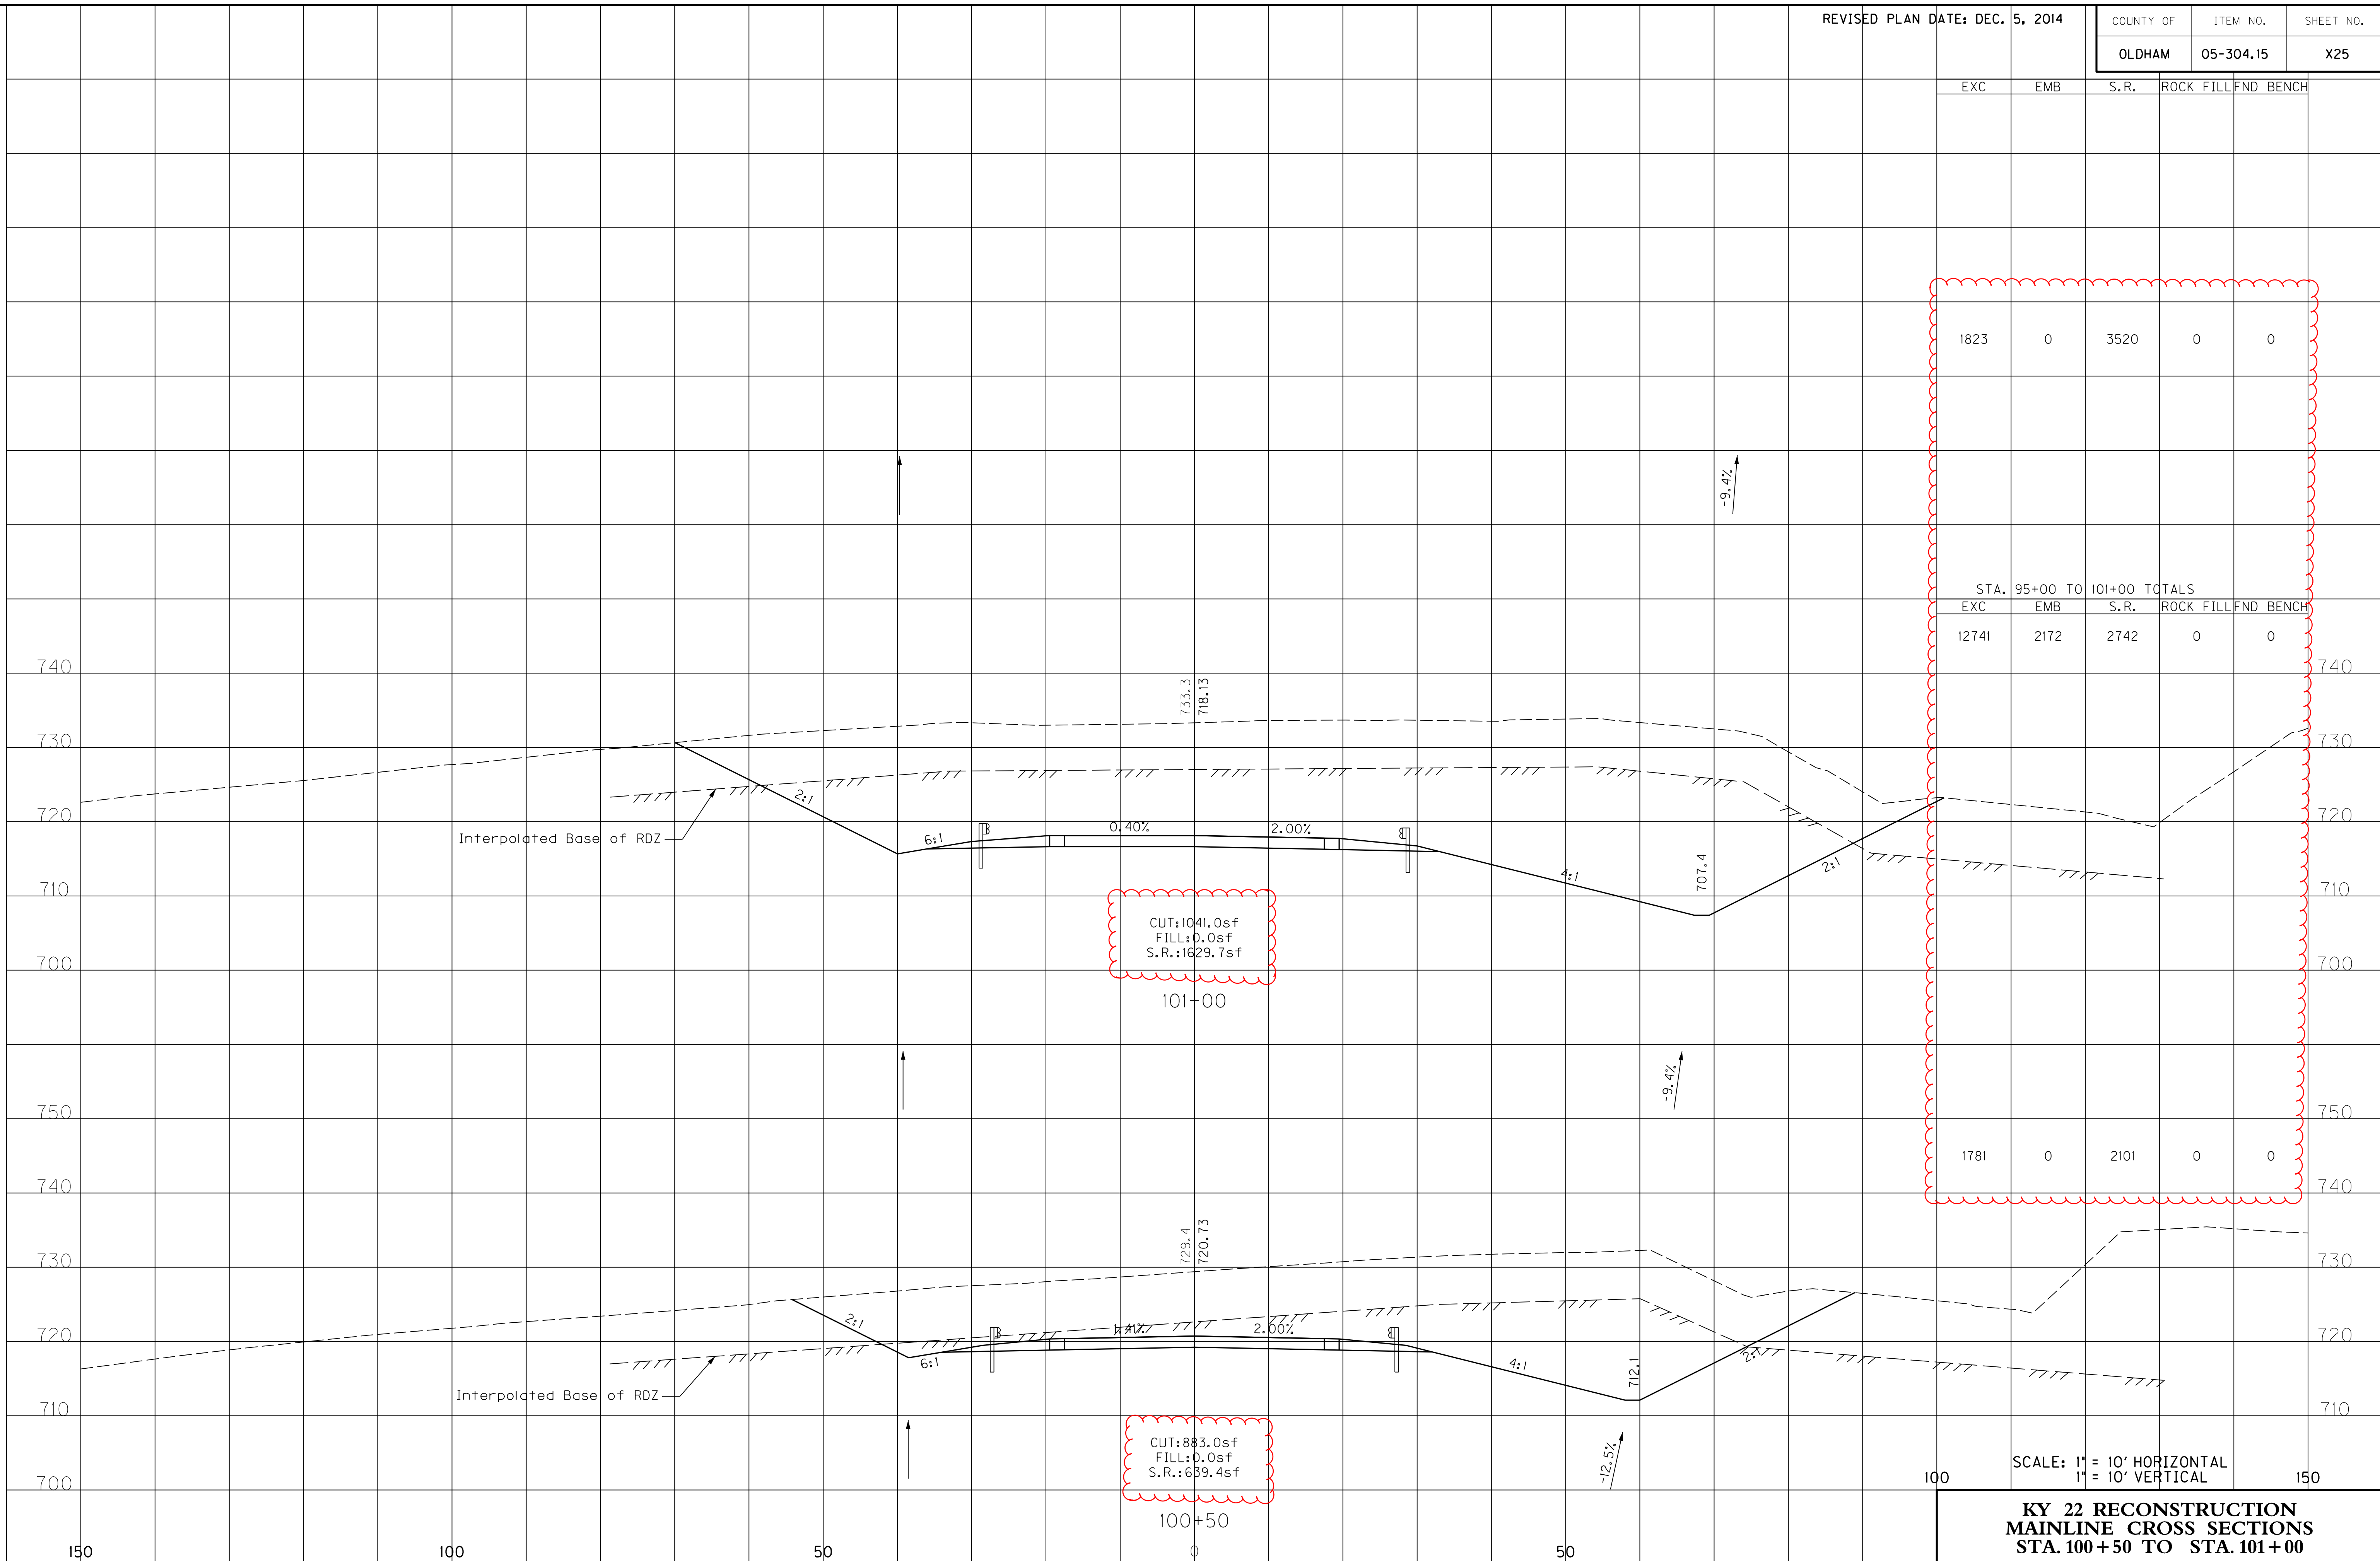 REVISED PLAN DATE: DEC. 5, 2014
COUNTY OF ITEM NO. SHEET NO.
OLDHAM 05-304.15 X25
EXC EMB S.R. ROCK FILL FND BENCH
1823 0 3520 0 0
-9.4%
STA. 95+00 TO 101+00 TOTALS
EXC EMB S.R. ROCK FILL FND BENCH
12741 2172 2742 0 0
740 740
733.3
718.13
730 730
2:1
720 720
Interpolated Base of RDZ
6:1 0.40% 2.00%
4:1 707.4 2:1
710 710
CUT:1041.0sf
FILL:0.0sf
S.R.:1629.7sf
700 700
101+00
-9.4%
750 750
1781 0 2101 0 0
740 740
729.4
720.73
730 730
2:1
720 1.41% 2.00% 720
6:1 4:1 712.1 2:1
Interpolated Base of RDZ
710 710
CUT:883.0sf
FILL:0.0sf
S.R.:639.4sf
-12.5%
700
100+50
SCALE: 1" = 10' HORIZONTAL
1" = 10' VERTICAL
100 150
KY 22 RECONSTRUCTION
MAINLINE CROSS SECTIONS
STA. 100+50 TO STA. 101+00
150 100 50 0 50